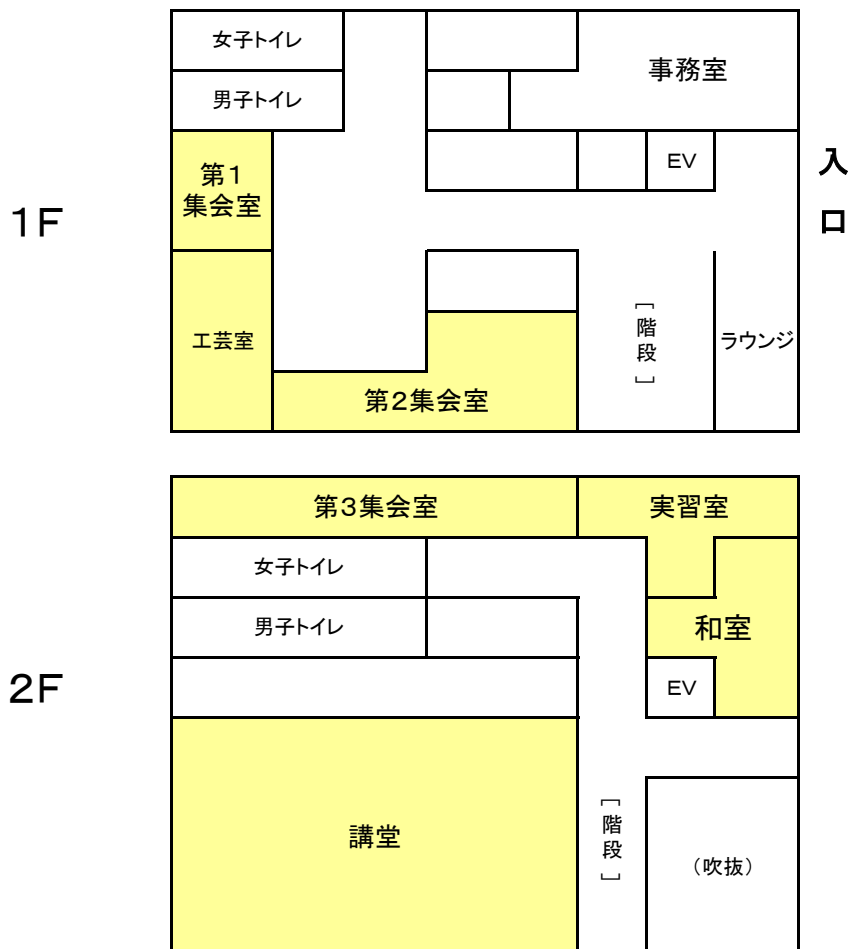 女子トイレ
事務室
男子トイレ
第1
集会室
EV
入
口
1F
工芸室
[階段]
ラウンジ
第2集会室
第3集会室
実習室
女子トイレ
男子トイレ
和室
2F
EV
講堂
[階段]
(吹抜)